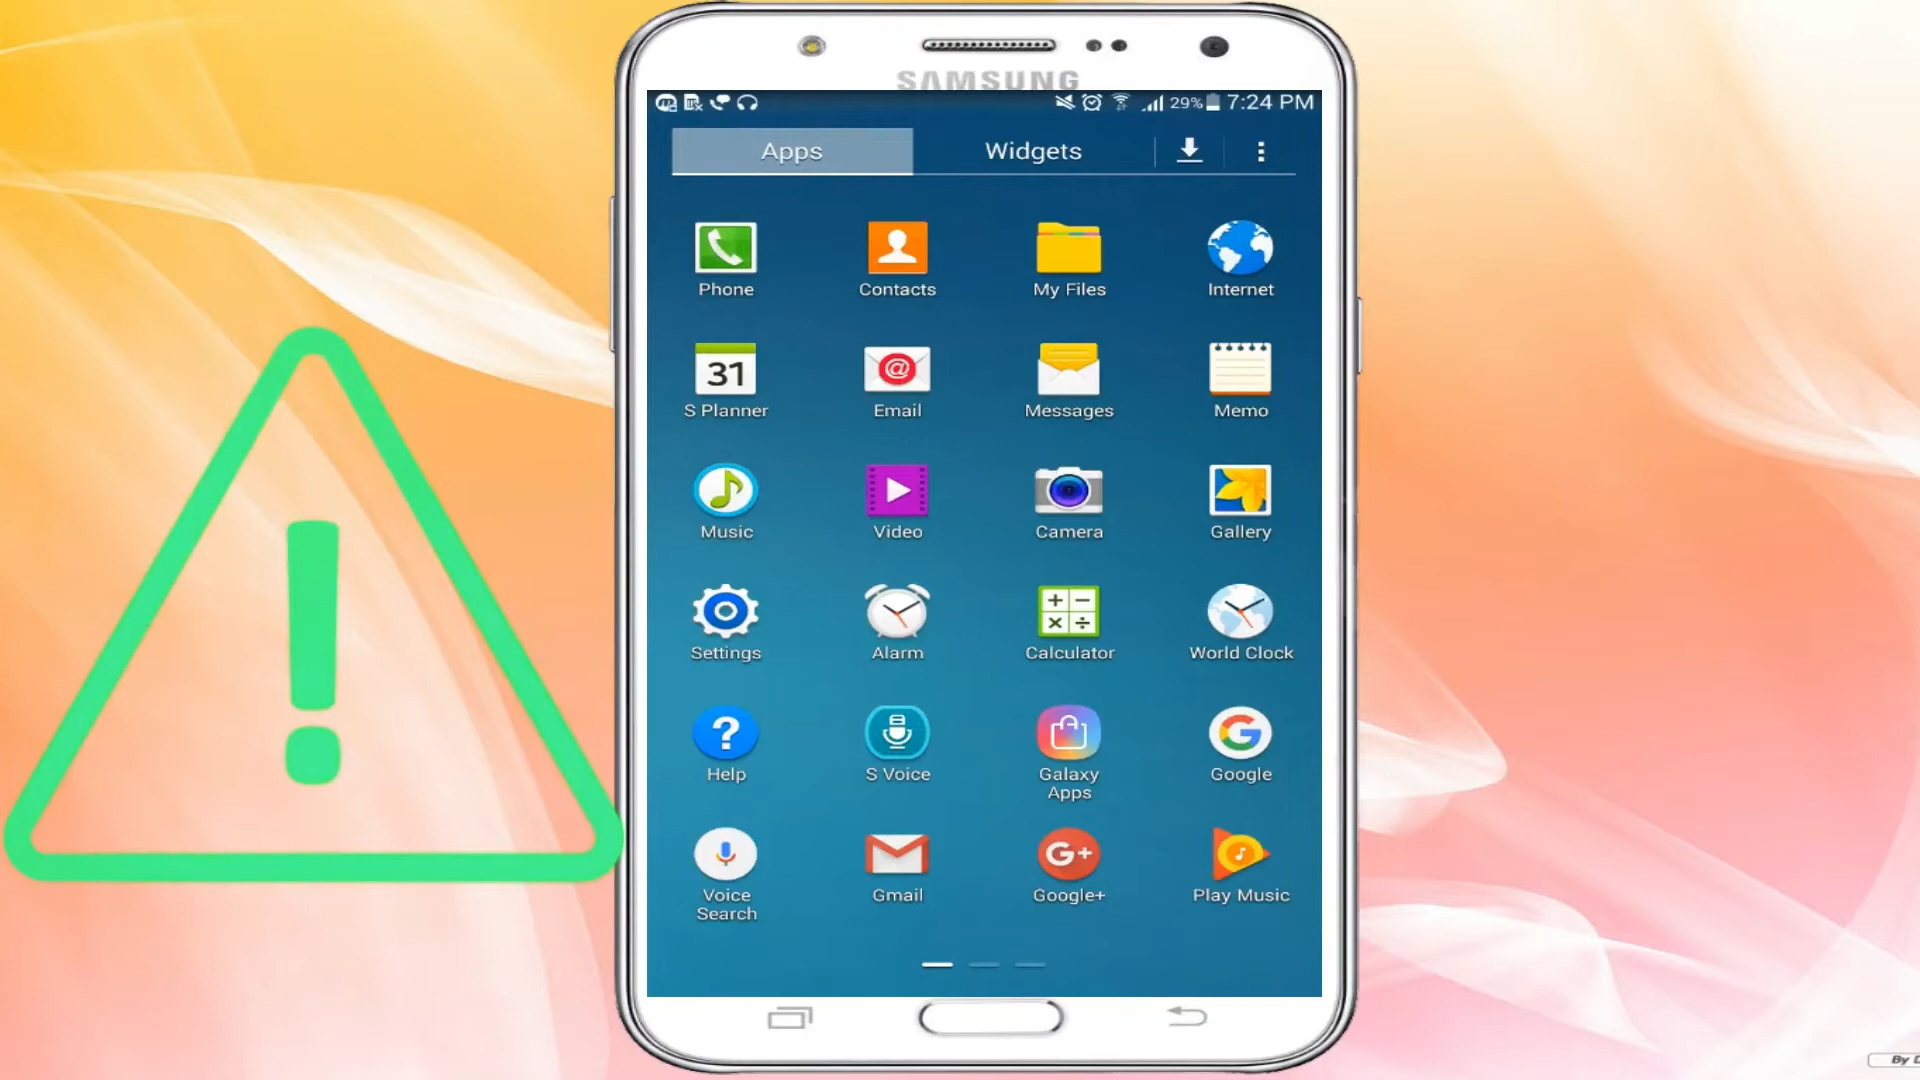 SAMSUNG
29% 7:24 PM
Apps Widgets
Phone Contacts My Files Internet
31
S Planner Email Messages Memo
Music Video Camera Gallery
Settings Alarm Calculator World Clock
Help S Voice Galaxy Apps Google
G+
Voice Search Gmail Google+ Play Music
By